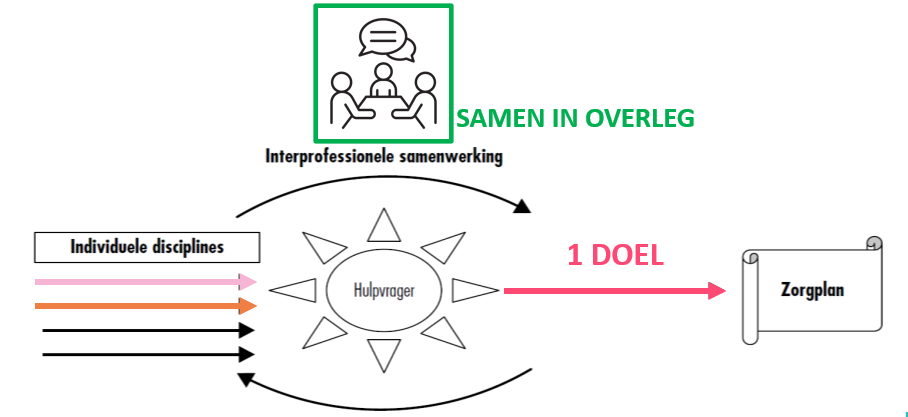 SAMEN IN OVERLEG
Interprofessionele samenwerking
Individuele disciplines
1 DOEL
Hulpvrager
Zorgplan